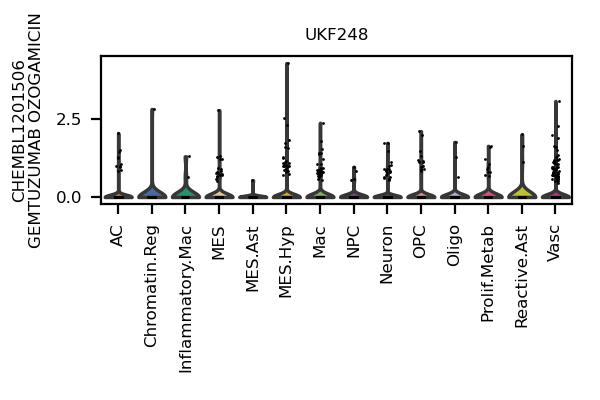 UKF248
CHEMBL1201506
GEMTUZUMAB OZOGAMICIN
2.5
0.0
AC
Chromatin.Reg
Inflammatory.Mac
MES
MES.Ast
MES.Hyp
Mac
NPC
Neuron
OPC
Oligo
Prolif.Metab
Reactive.Ast
Vasc